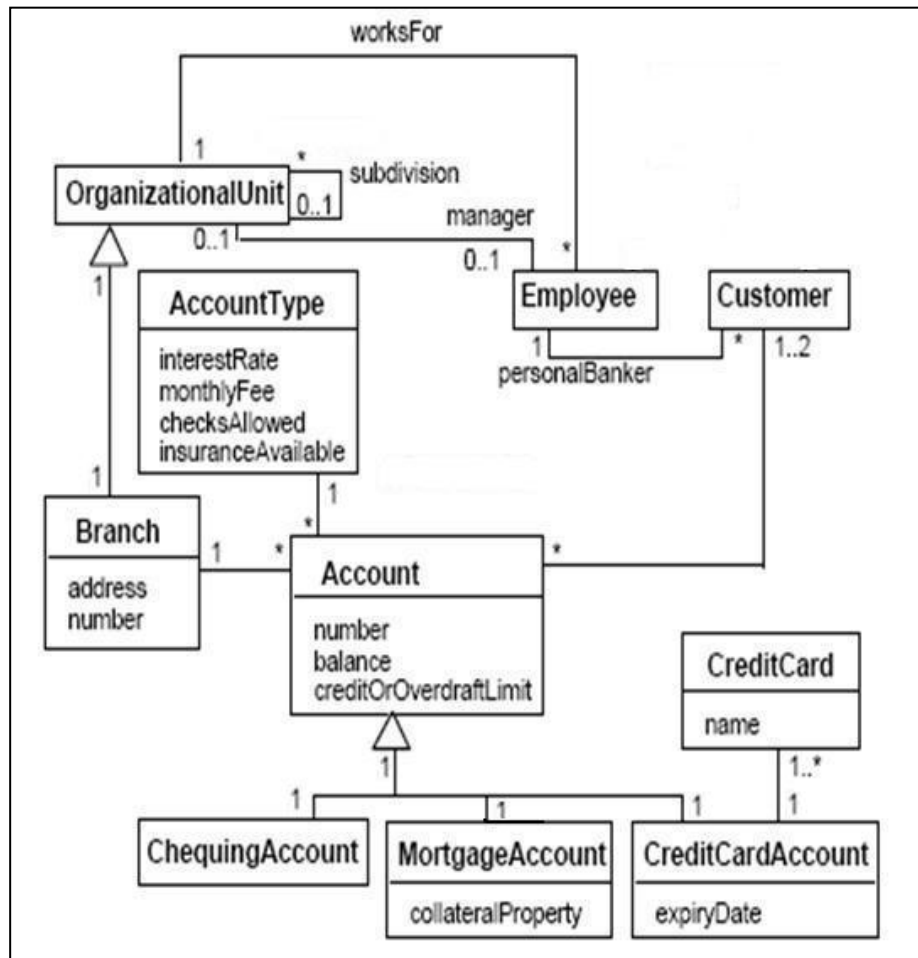 worksFor
1
*
subdivision
OrganizationalUnit
0..1
manager
0..1
0..1
*
1
AccountType
Employee
Customer
interestRate
monthlyFee
checksAllowed
insuranceAvailable
1
*
1..2
personalBanker
1
1
*
Branch
1
*
*
address
number
Account
number
balance
creditOrOverdraftLimit
CreditCard
name
1
1..*
1
1
1
1
ChequingAccount
MortgageAccount
CreditCardAccount
collateralProperty
expiryDate